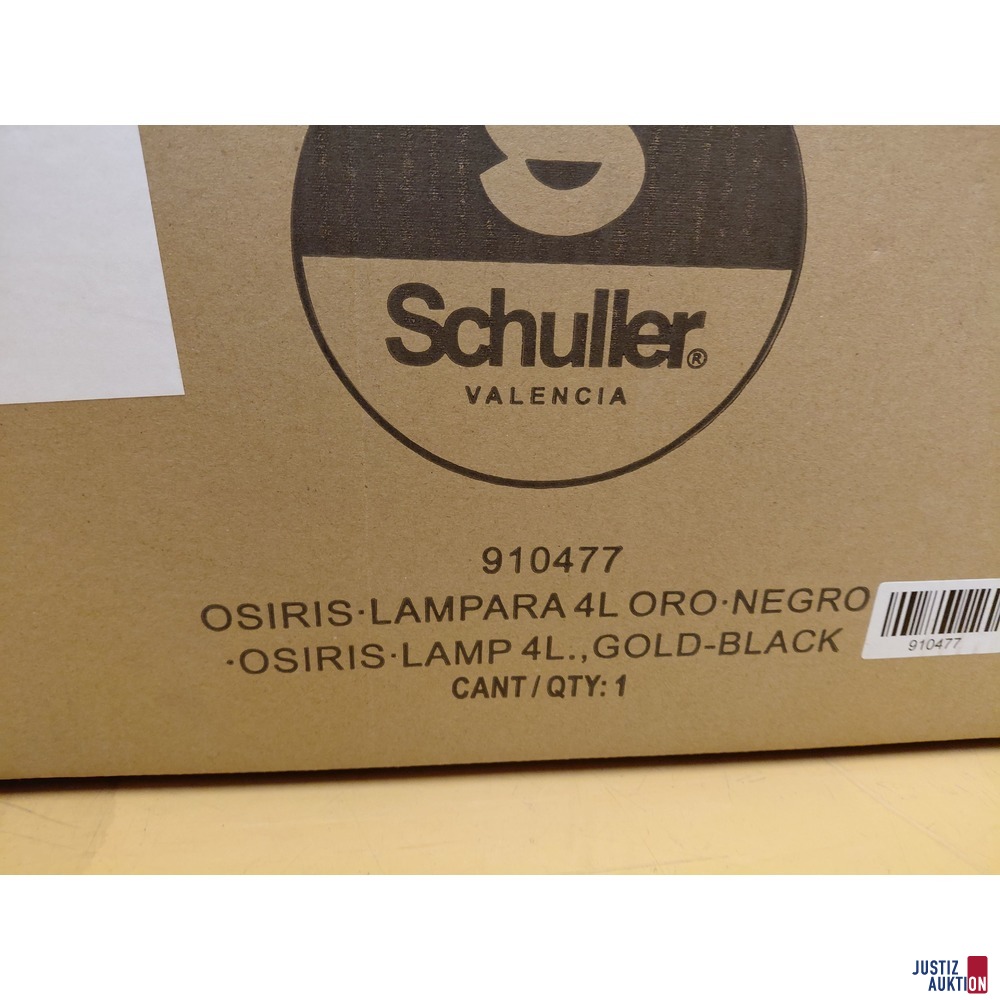 Schuller®
VALENCIA
910477
OSIRIS·LAMPARA 4L ORO·NEGRO
·OSIRIS·LAMP 4L.,GOLD-BLACK
CANT/QTY: 1
910477
JUSTIZ
AUKTION